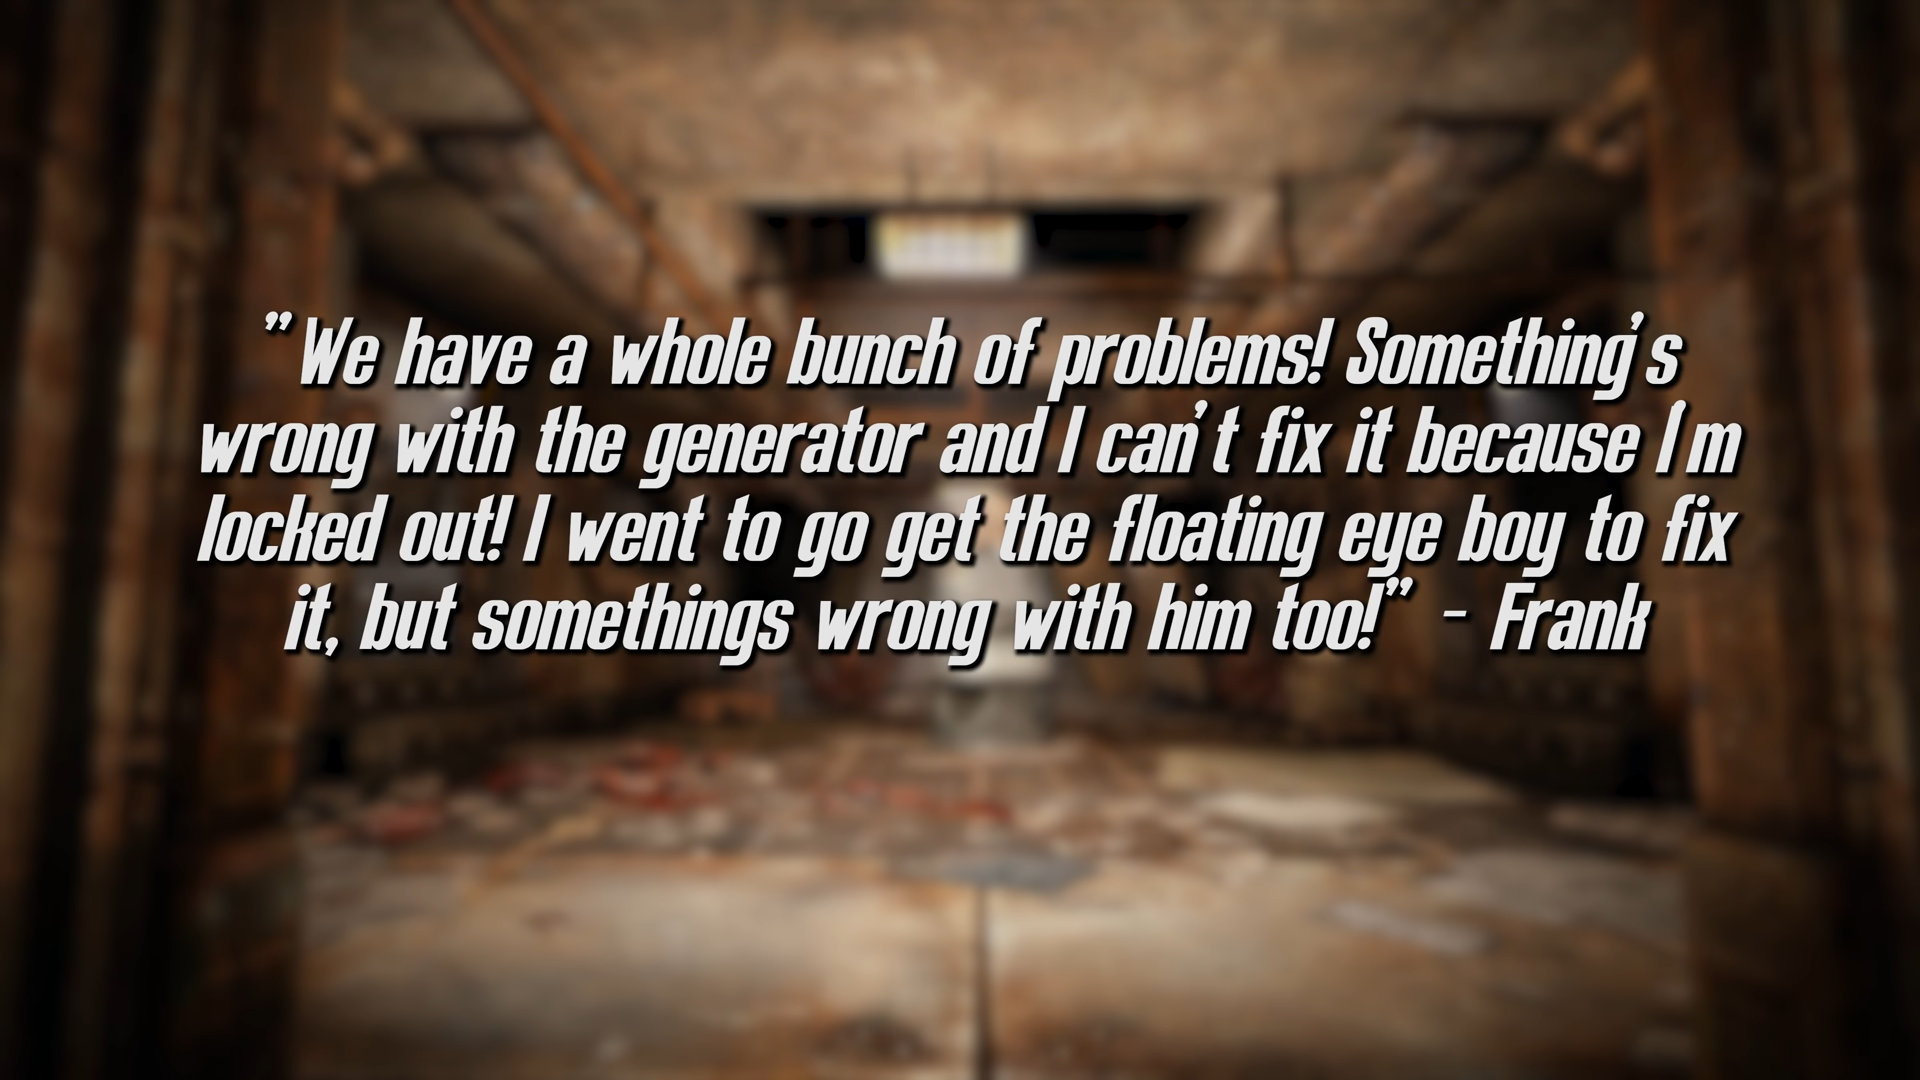 "We have a whole bunch of problems! Something's
wrong with the generator and I can't fix it because I'm
locked out! I went to go get the floating eye boy to fix
it, but somethings wrong with him too!" - Frank